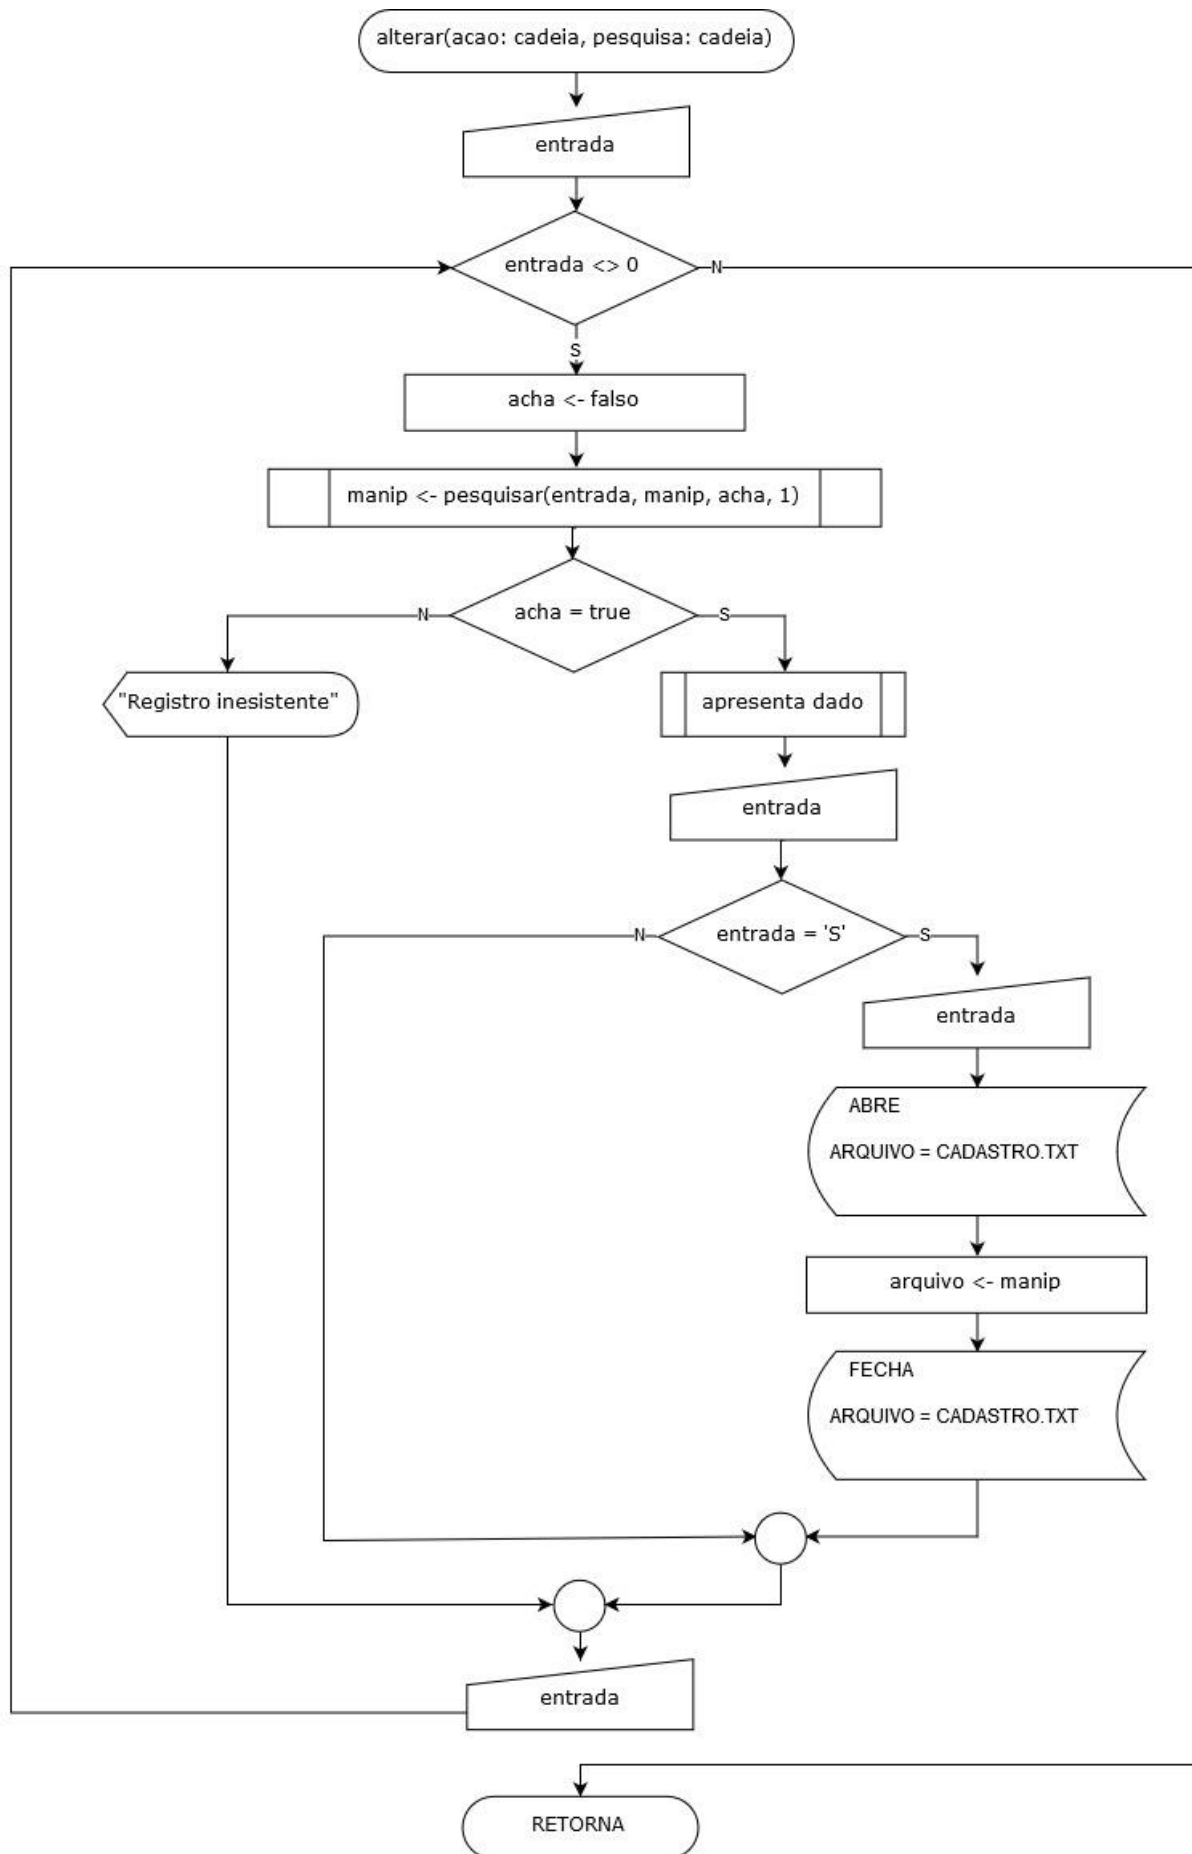 alterar(acao: cadeia, pesquisa: cadeia)
entrada
entrada <> 0
N
S
acha <- falso
manip <- pesquisar(entrada, manip, acha, 1)
acha = true
N
S
"Registro inesistente"
apresenta dado
entrada
entrada = 'S'
N
S
entrada
ABRE
ARQUIVO = CADASTRO.TXT
arquivo <- manip
FECHA
ARQUIVO = CADASTRO.TXT
entrada
RETORNA